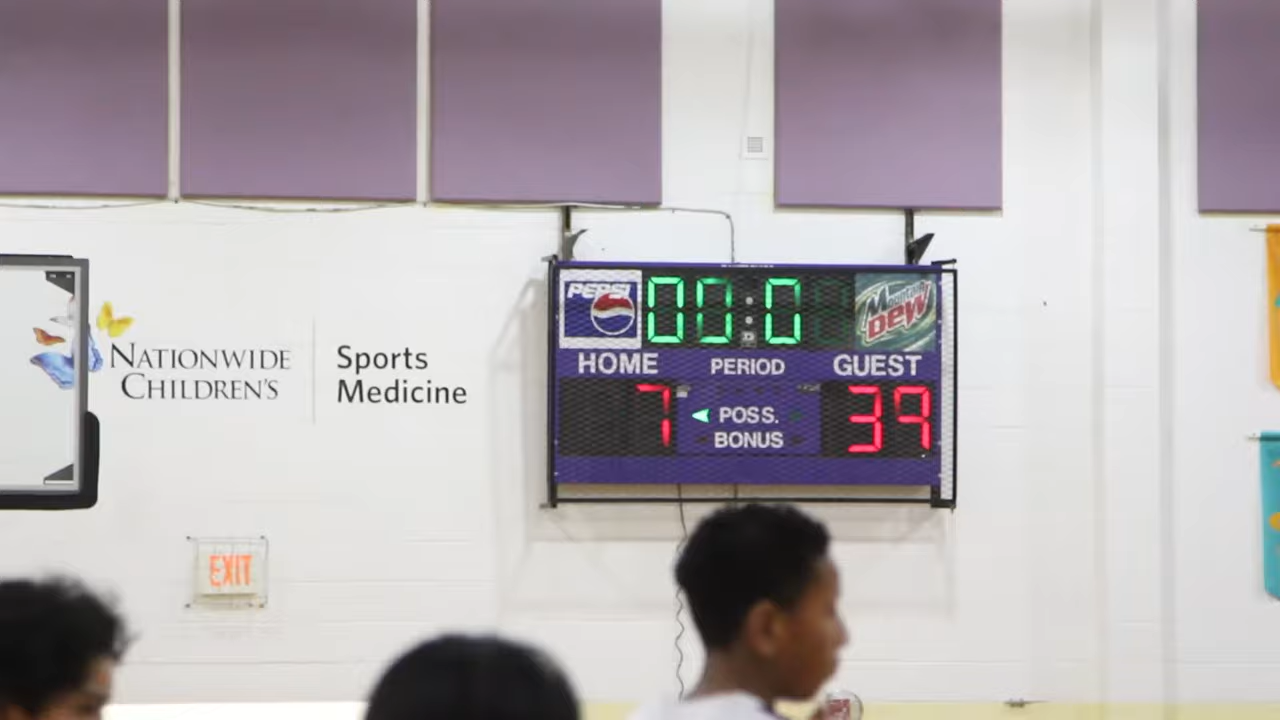 PEPSI
00:0
Mountain
DEW
HOME
PERIOD
GUEST
7
POSS.
39
BONUS
NATIONWIDE
CHILDREN'S
Sports
Medicine
EXIT